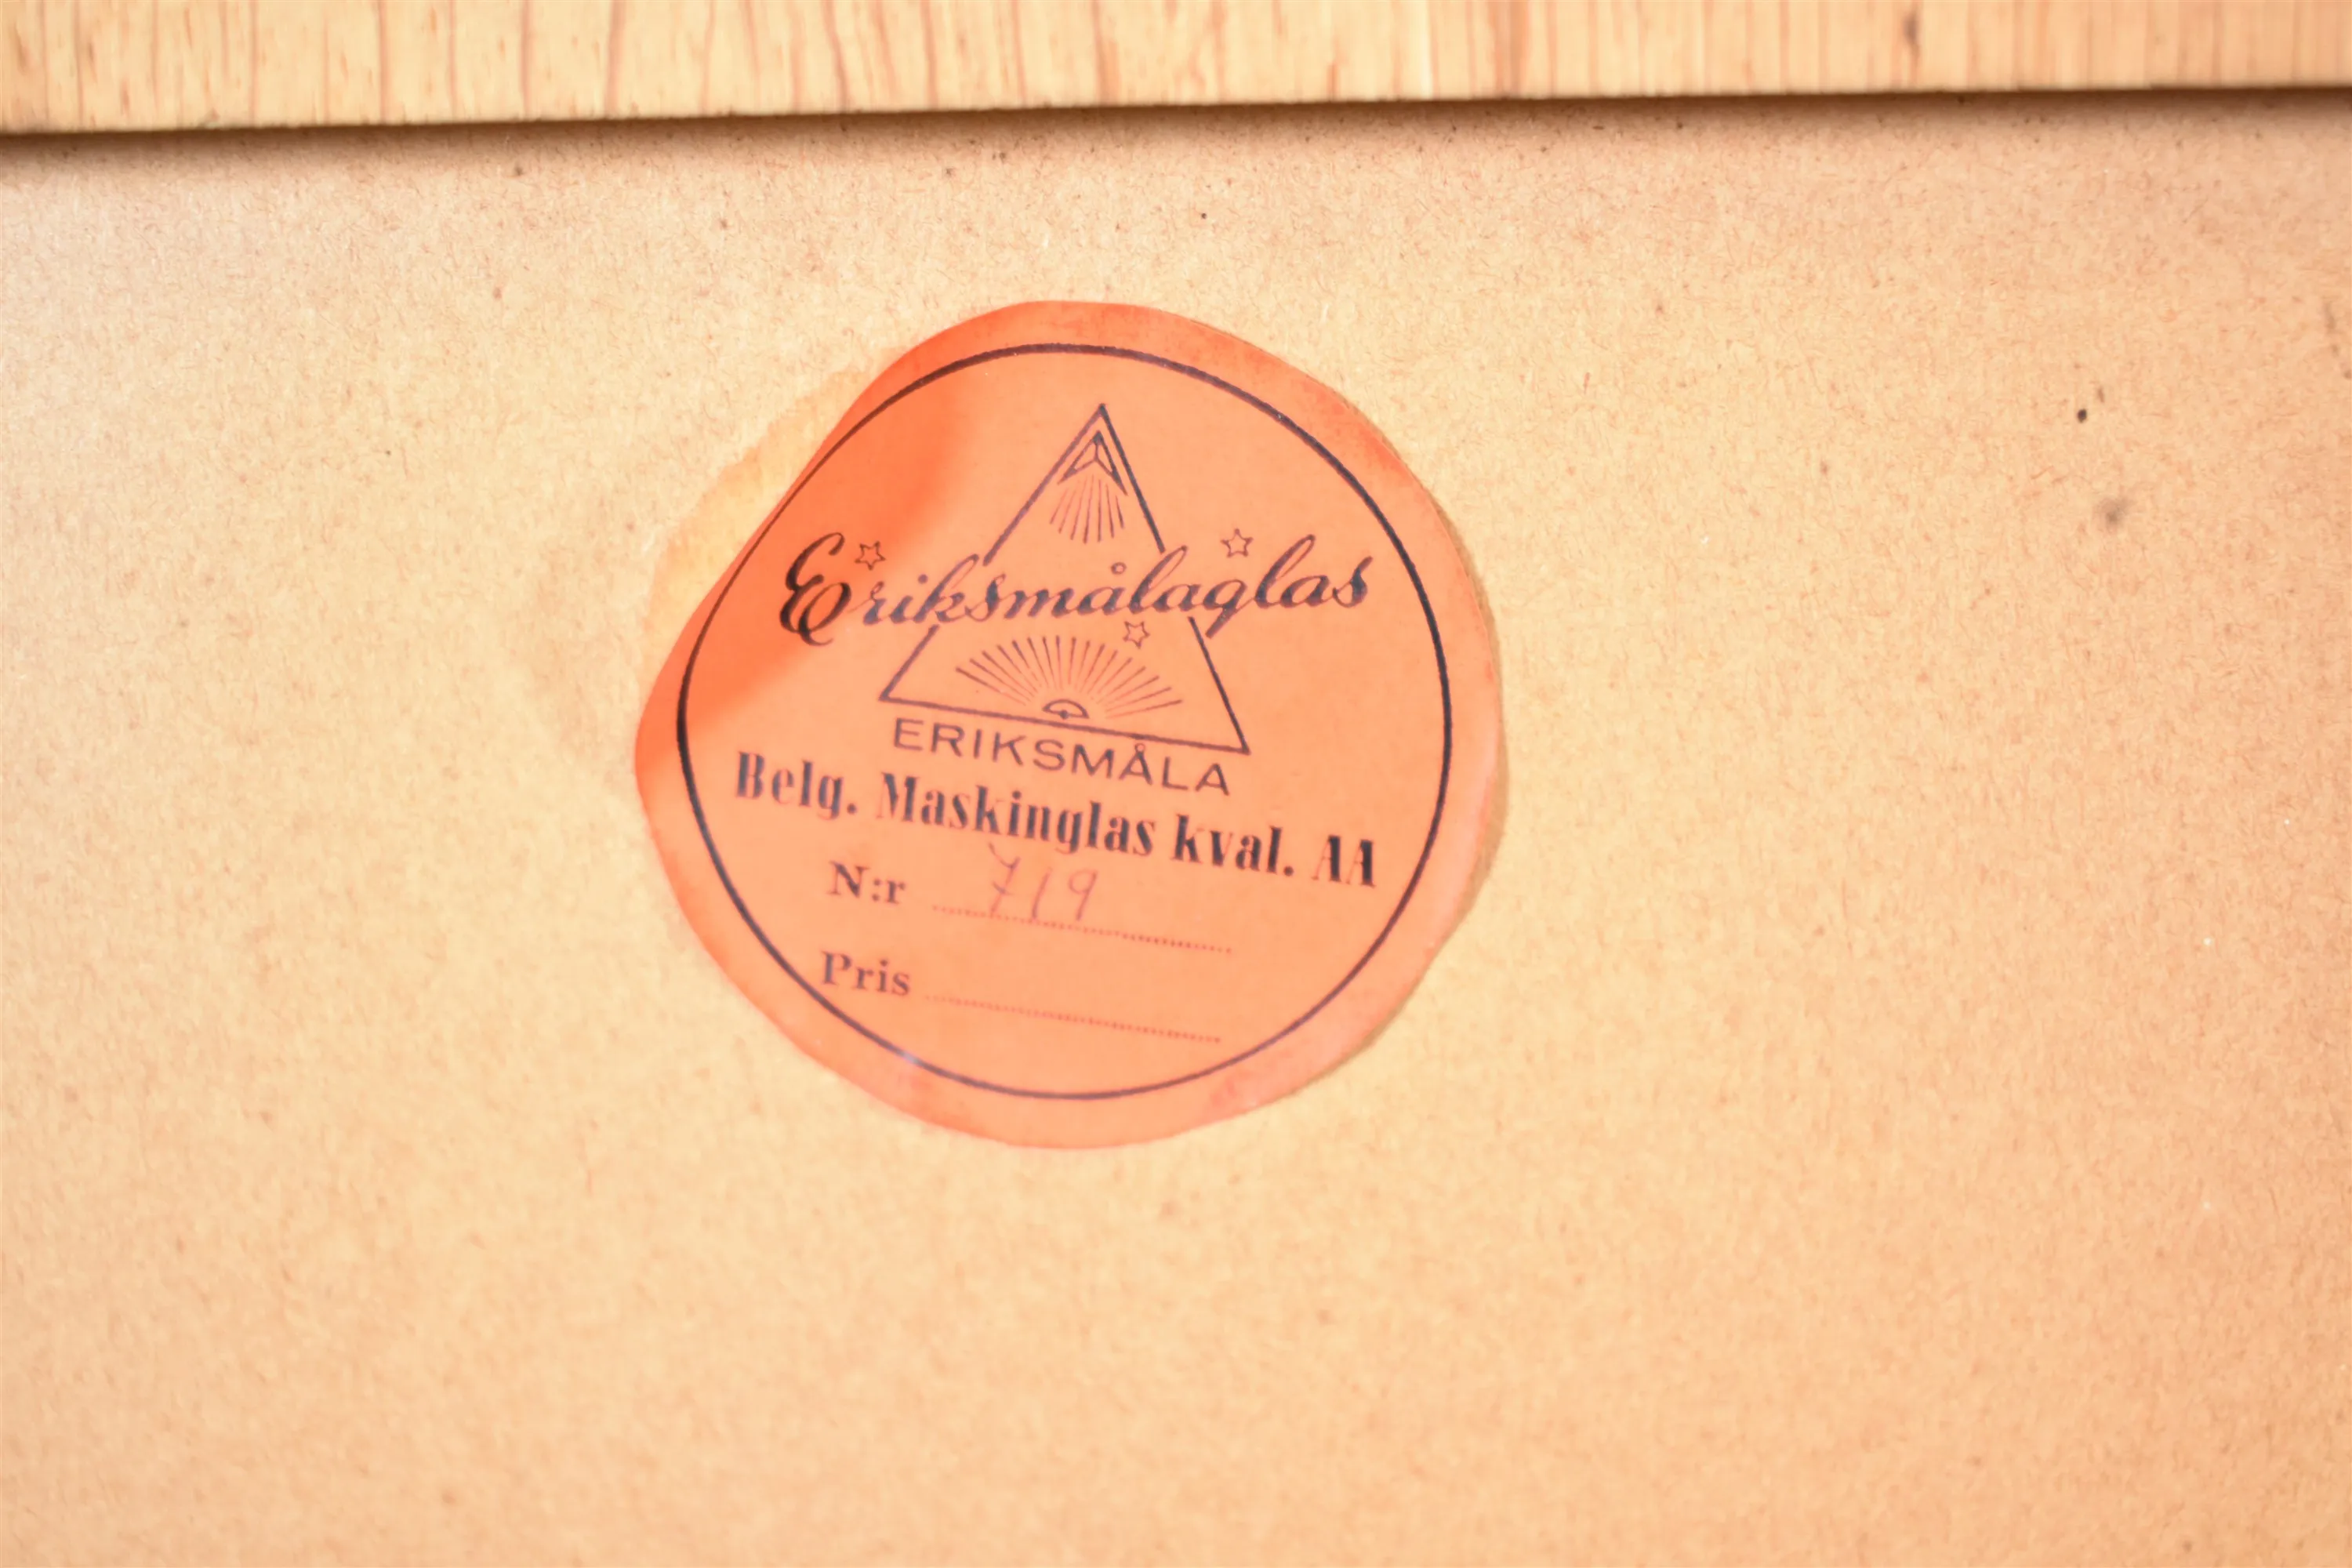 Eriksmålaglas
ERIKSMÅLA
Belg. Maskinglas kval. AA
N:r 719
Pris